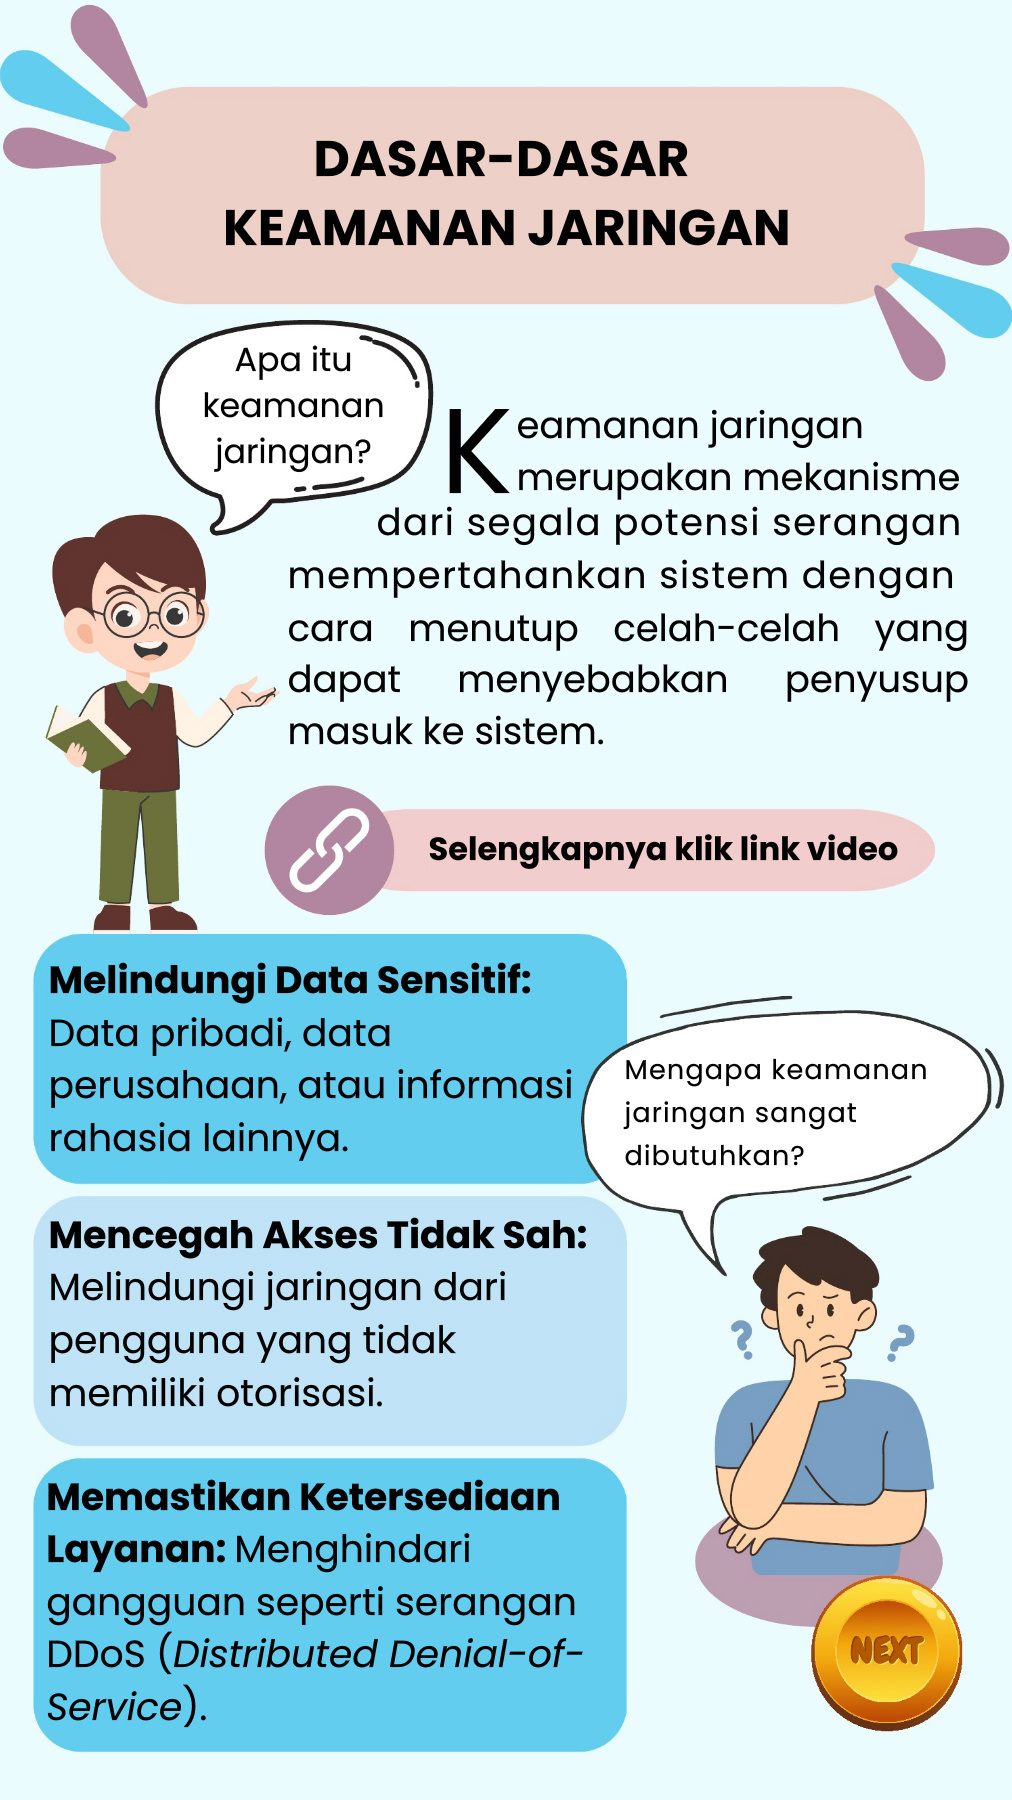 DASAR-DASAR
KEAMANAN JARINGAN
Apa itu
keamanan
jaringan?
Keamanan jaringan
merupakan mekanisme
dari segala potensi serangan
mempertahankan sistem dengan
cara menutup celah-celah yang
dapat menyebabkan penyusup
masuk ke sistem.
Selengkapnya klik link video
Melindungi Data Sensitif:
Data pribadi, data
perusahaan, atau informasi
rahasia lainnya.
Mengapa keamanan
jaringan sangat
dibutuhkan?
Mencegah Akses Tidak Sah:
Melindungi jaringan dari
pengguna yang tidak
memiliki otorisasi.
Memastikan Ketersediaan
Layanan: Menghindari
gangguan seperti serangan
DDoS (Distributed Denial-of-
Service).
? ?
NEXT